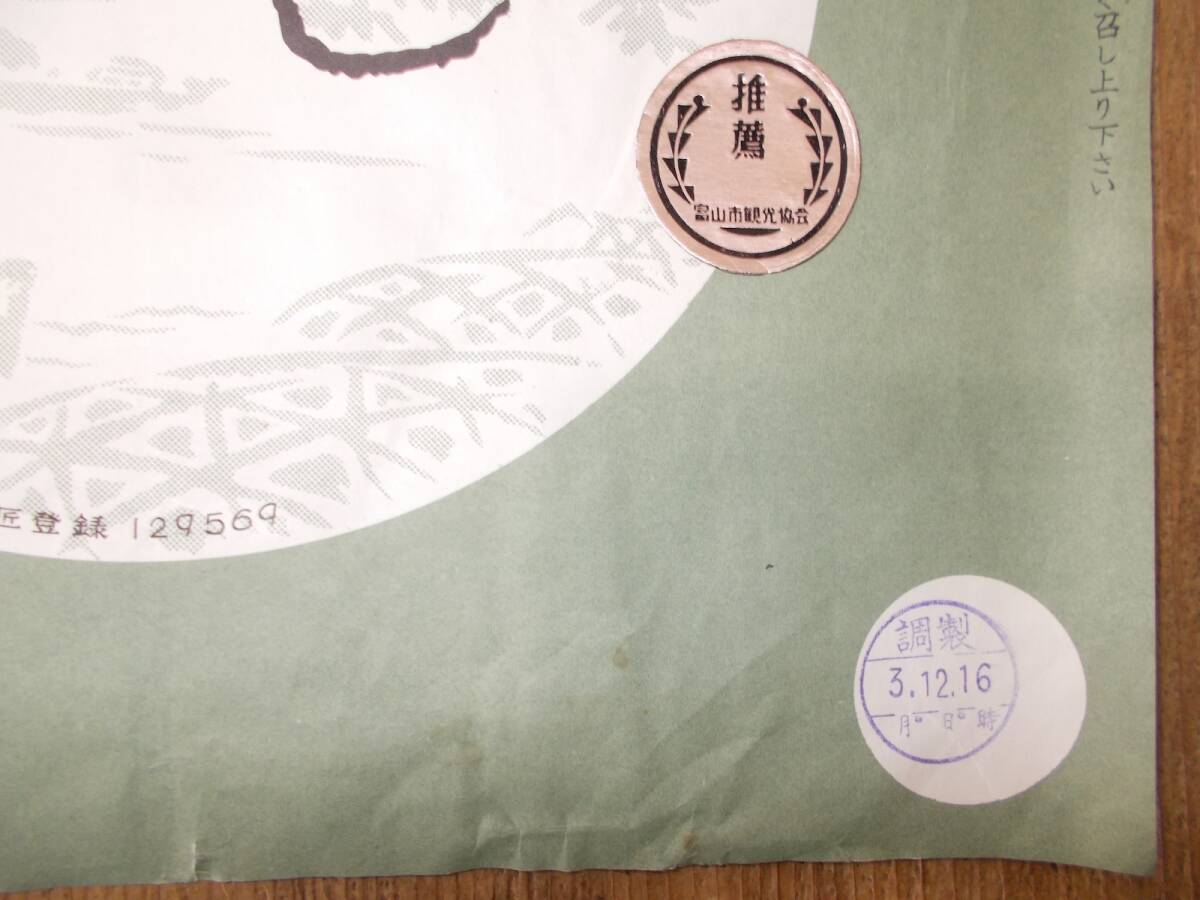 召し上り下さい
推薦
富山市観光協会
匠登録 129569
調製
3.12.16
月 日 時